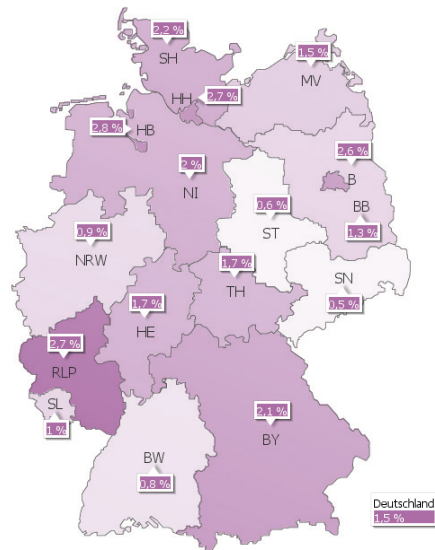 2,2 %
SH
1,5 %
MV
HH
2,7 %
2,8 %
HB
2,6 %
B
2 %
NI
BB
1,3 %
0,6 %
ST
0,9 %
NRW
1,7 %
TH
SN
0,5 %
1,7 %
HE
2,7 %
RLP
SL
1 %
2,1 %
BY
BW
0,8 %
Deutschland
1,5 %